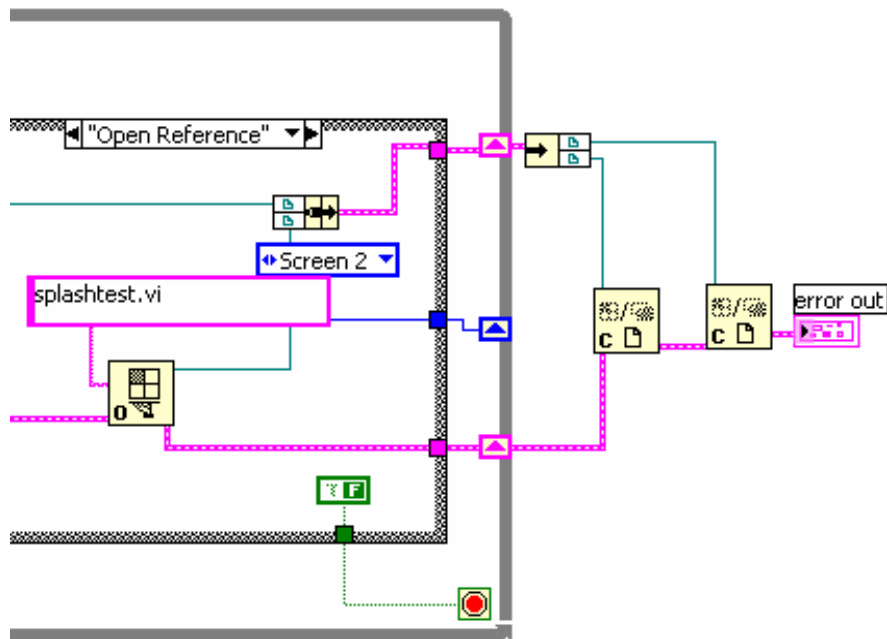 "Open Reference"
Screen 2
splashtest.vi
error out
O
C
C
F